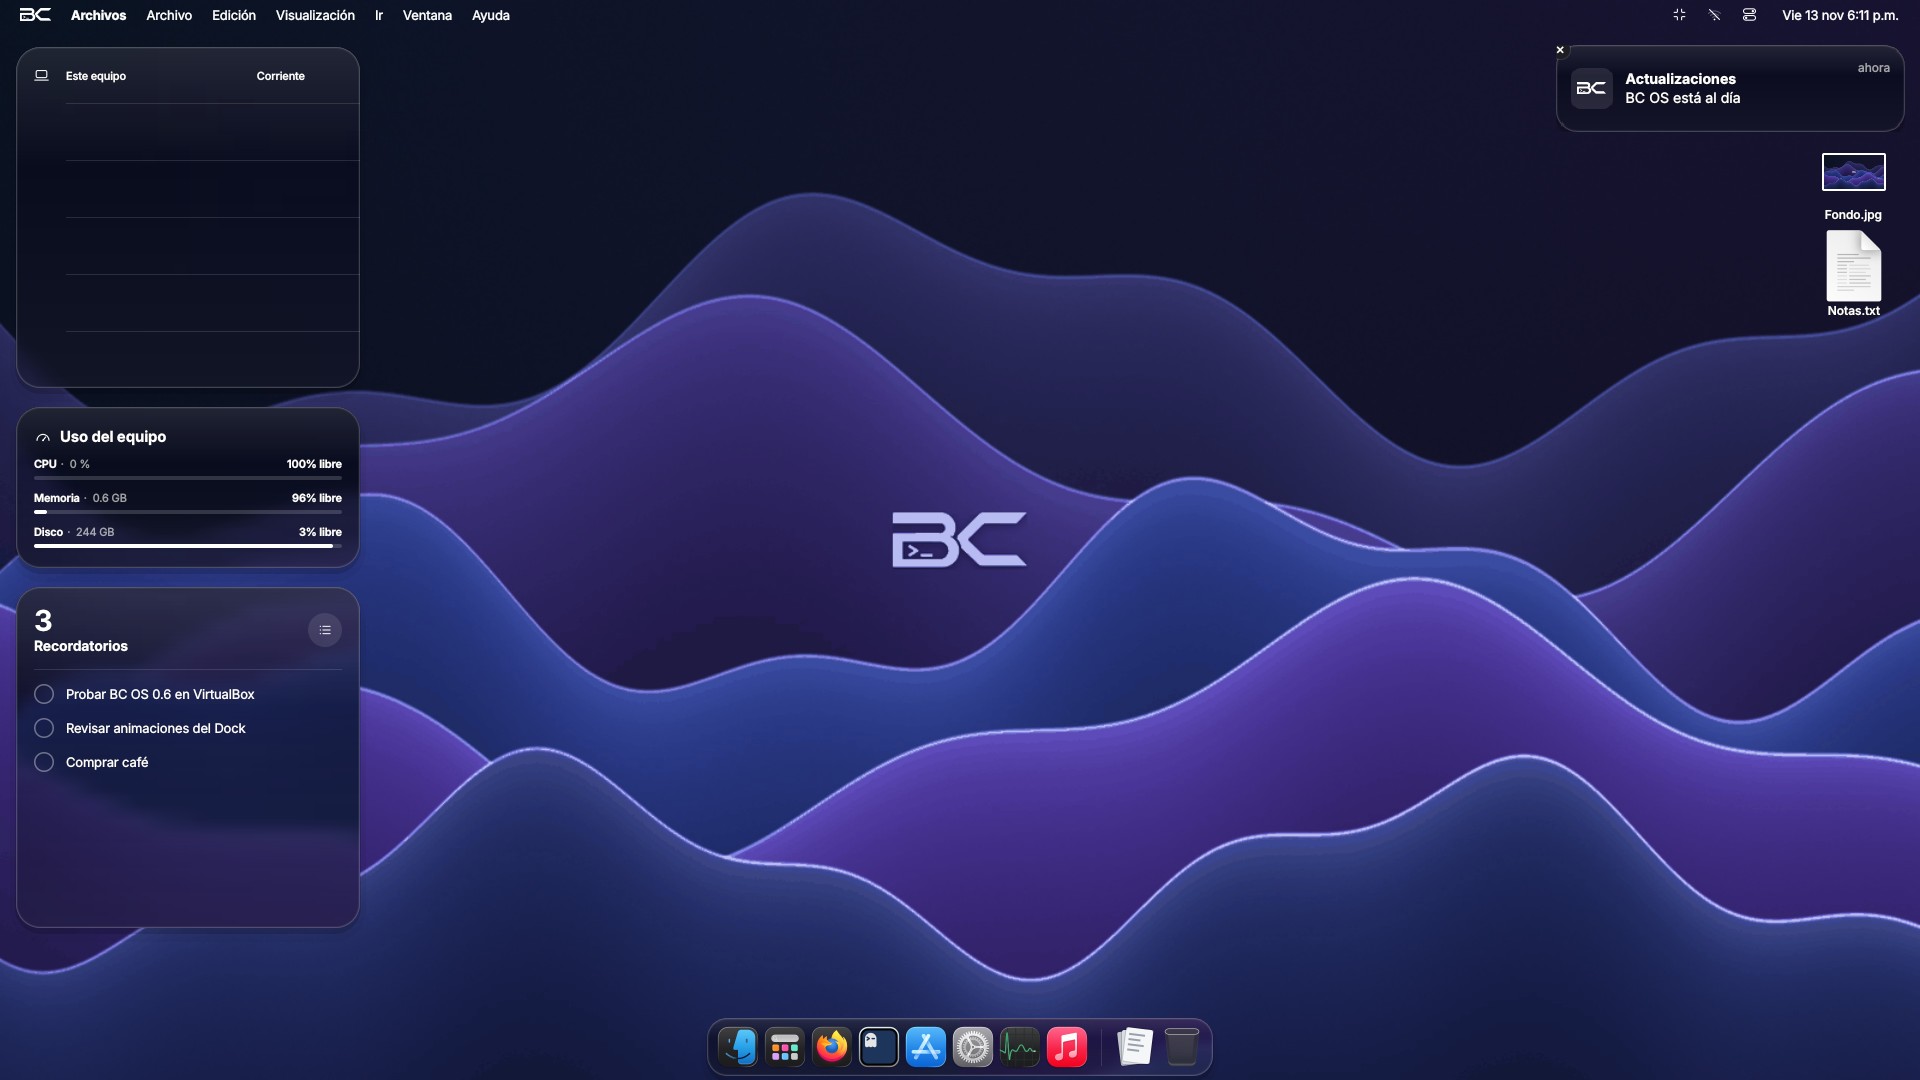 BC Archivos Archivo Edición Visualización Ir Ventana Ayuda Vie 13 nov 6:11 p.m.
Este equipo Corriente
Uso del equipo
CPU · 0 % 100% libre
Memoria · 0.6 GB 96% libre
Disco · 244 GB 3% libre
3
Recordatorios
Probar BC OS 0.6 en VirtualBox
Revisar animaciones del Dock
Comprar café
BC
>_
BC
ahora
Actualizaciones
BC OS está al día
Fondo.jpg
Notas.txt